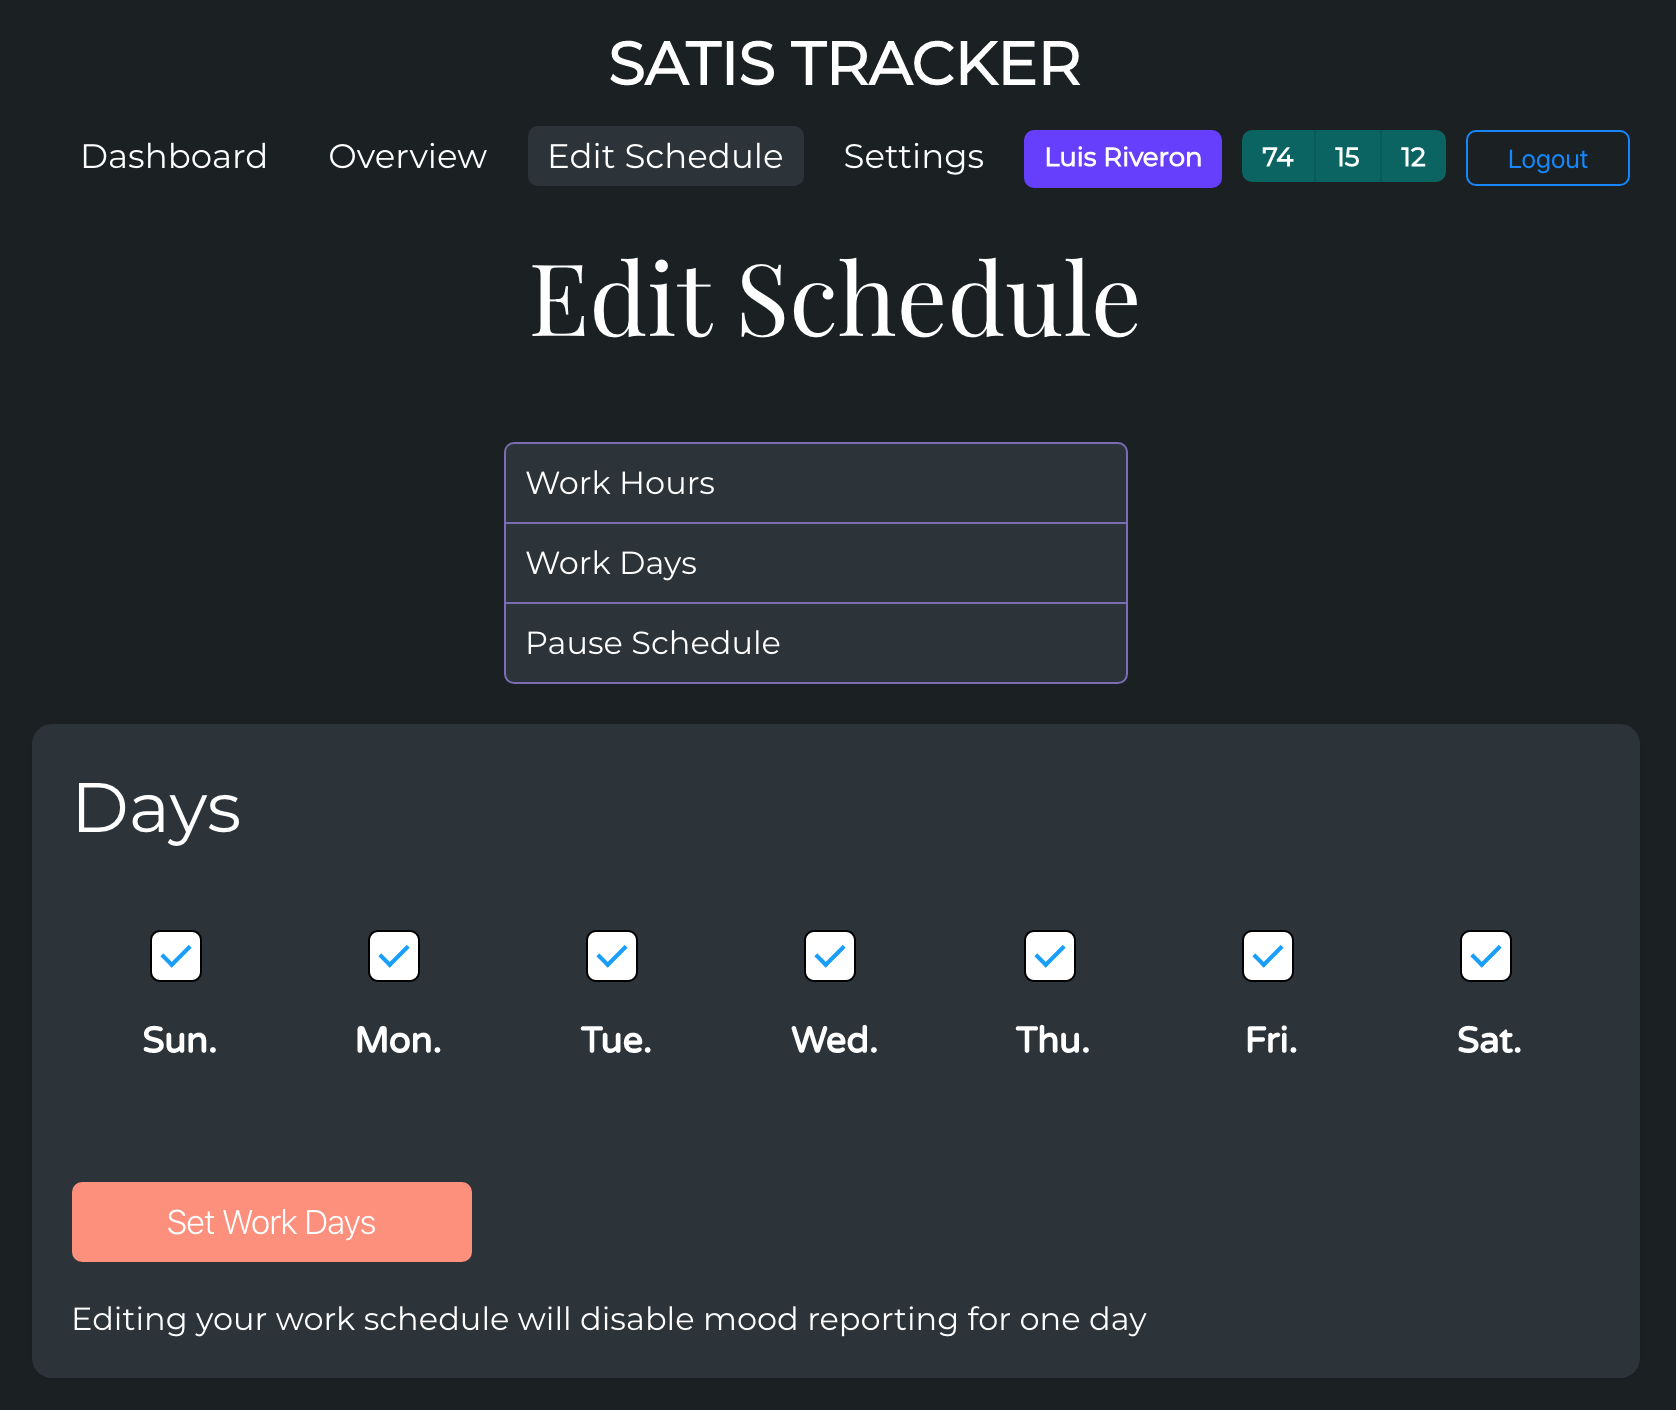 SATIS TRACKER
Dashboard Overview Edit Schedule Settings Luis Riveron 74 15 12 Logout
Edit Schedule
Work Hours
Work Days
Pause Schedule
Days
Sun. Mon. Tue. Wed. Thu. Fri. Sat.
Set Work Days
Editing your work schedule will disable mood reporting for one day